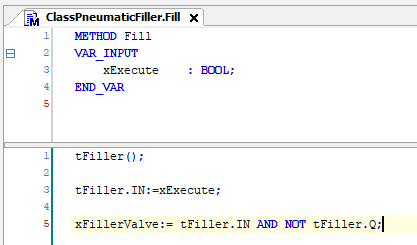 ClassPneumaticFiller.Fill
1 METHOD Fill
2 VAR_INPUT
3 xExecute : BOOL;
4 END_VAR
5
1 tFiller();
2
3 tFiller.IN:=xExecute;
4
5 xFillerValve:= tFiller.IN AND NOT tFiller.Q;